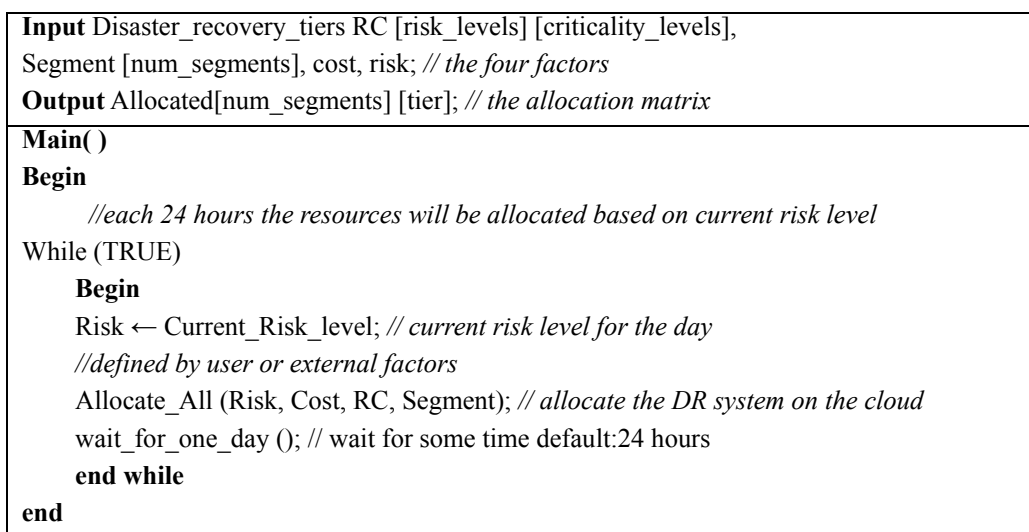 Input Disaster_recovery_tiers RC [risk_levels] [criticality_levels],
Segment [num_segments], cost, risk; // the four factors
Output Allocated[num_segments] [tier]; // the allocation matrix
Main( )
Begin
//each 24 hours the resources will be allocated based on current risk level
While (TRUE)
Begin
Risk ← Current_Risk_level; // current risk level for the day
//defined by user or external factors
Allocate_All (Risk, Cost, RC, Segment); // allocate the DR system on the cloud
wait_for_one_day (); // wait for some time default:24 hours
end while
end